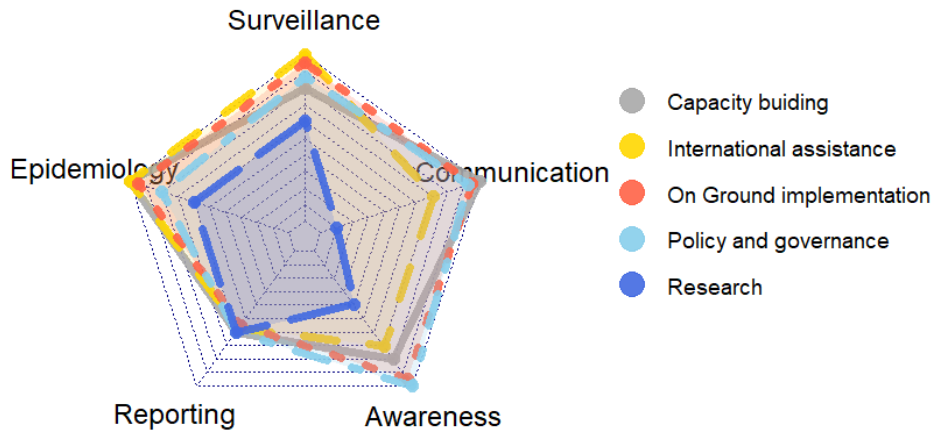 Surveillance
Epidemiology
Communication
Reporting
Awareness
Capacity buiding
International assistance
On Ground implementation
Policy and governance
Research